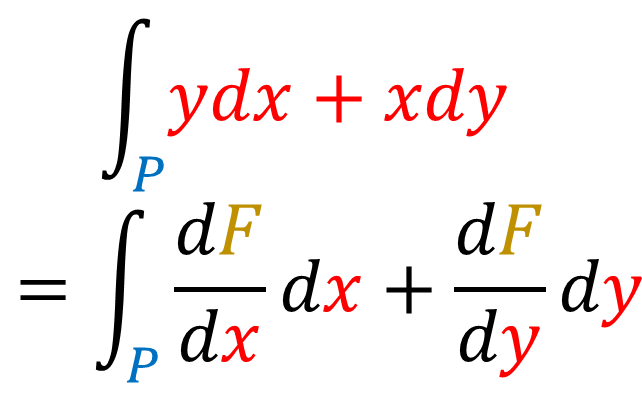 ∫_P ydx + xdy
= ∫_P dF/dx dx + dF/dy dy